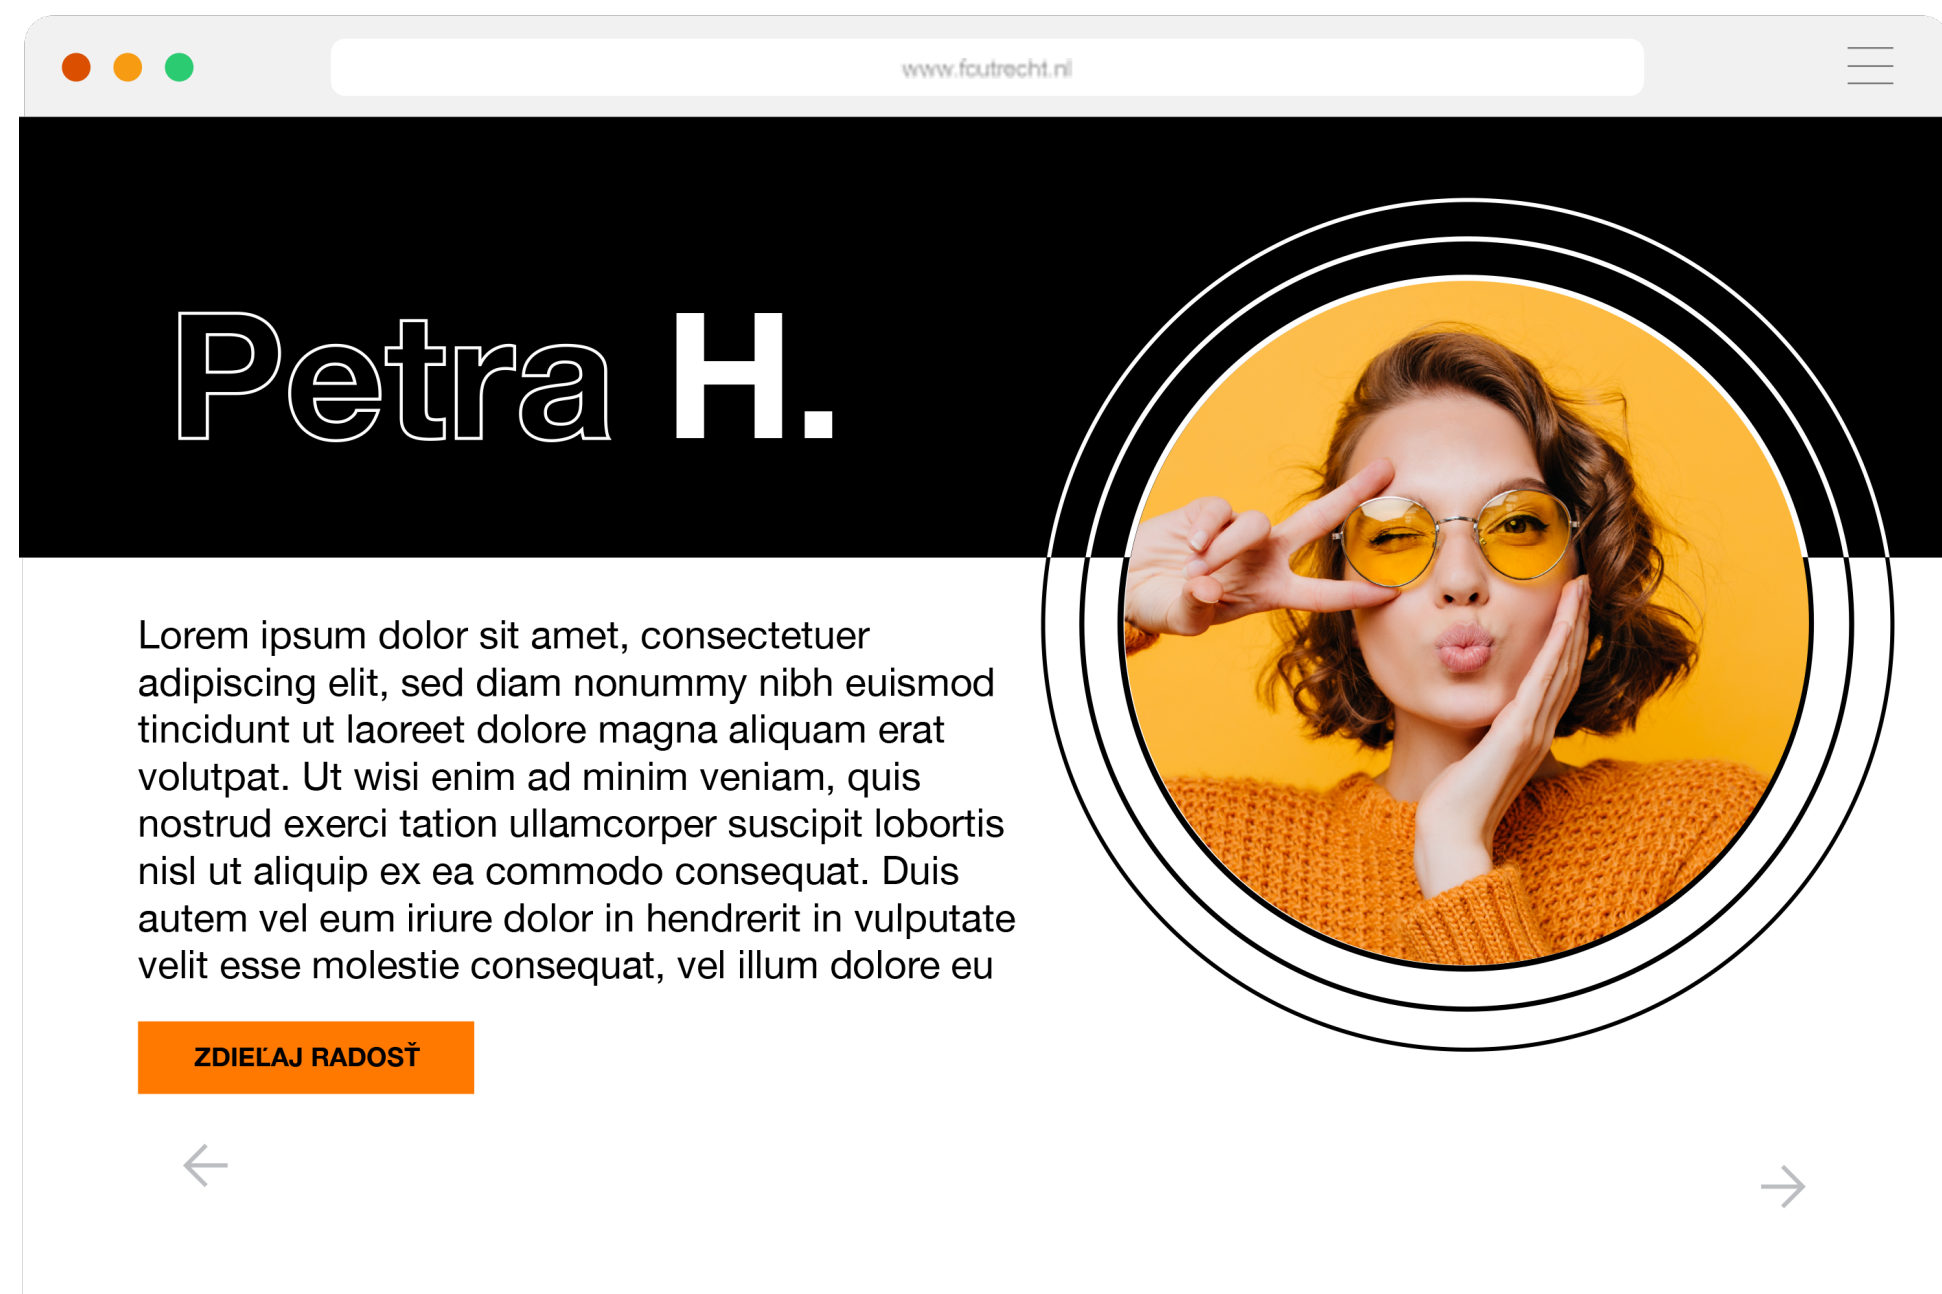 www.fcutrecht.nl
Petra H.
Lorem ipsum dolor sit amet, consectetuer
adipiscing elit, sed diam nonummy nibh euismod
tincidunt ut laoreet dolore magna aliquam erat
volutpat. Ut wisi enim ad minim veniam, quis
nostrud exerci tation ullamcorper suscipit lobortis
nisl ut aliquip ex ea commodo consequat. Duis
autem vel eum iriure dolor in hendrerit in vulputate
velit esse molestie consequat, vel illum dolore eu
ZDIEĽAJ RADOSŤ